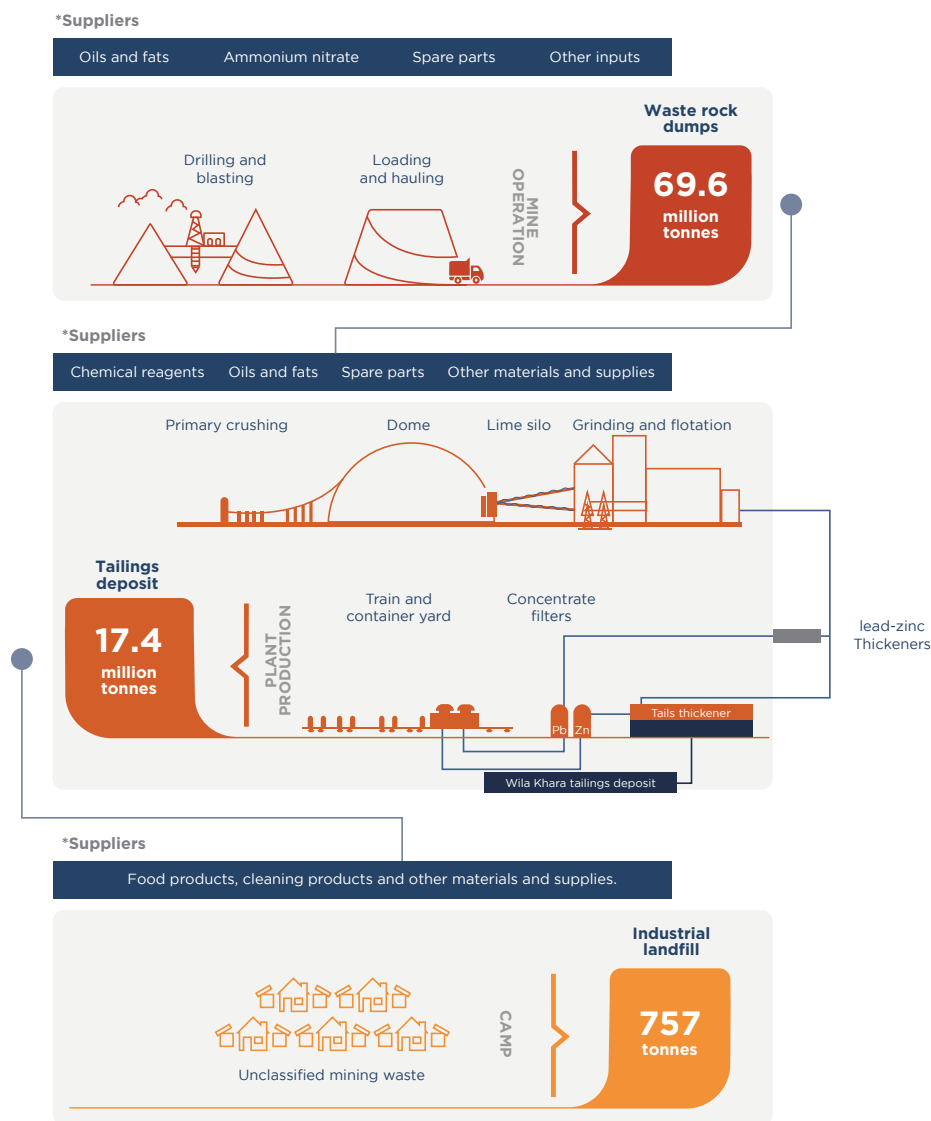 *Suppliers
Oils and fats Ammonium nitrate Spare parts Other inputs
Waste rock
dumps
Drilling and
blasting
Loading
and hauling
MINE
OPERATION
69.6
million
tonnes
*Suppliers
Chemical reagents Oils and fats Spare parts Other materials and supplies
Primary crushing Dome Lime silo Grinding and flotation
Tailings
deposit
17.4
million
tonnes
PLANT
PRODUCTION
Train and
container yard
Concentrate
filters
lead-zinc
Thickeners
Pb Zn
Tails thickener
Wila Khara tailings deposit
*Suppliers
Food products, cleaning products and other materials and supplies.
Industrial
landfill
CAMP
757
tonnes
Unclassified mining waste